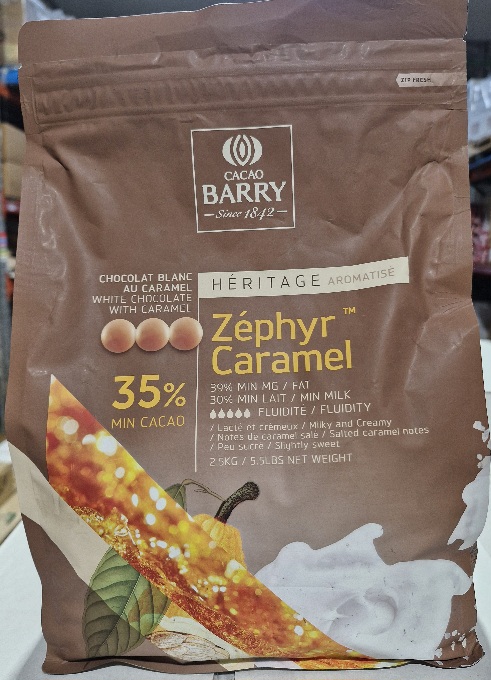 ZIP FRESH
CACAO
BARRY
Since 1842
CHOCOLAT BLANC
AU CARAMEL
WHITE CHOCOLATE
WITH CARAMEL
HÉRITAGE AROMATISÉ
Zéphyr™
Caramel
35%
MIN CACAO
39% MIN MG / FAT
30% MIN LAIT / MIN MILK
FLUIDITÉ / FLUIDITY
/ Lacté et crémeux / Milky and Creamy
/ Notes de caramel salé / Salted caramel notes
/ Peu sucré / Slightly sweet
2.5KG / 5.5LBS NET WEIGHT